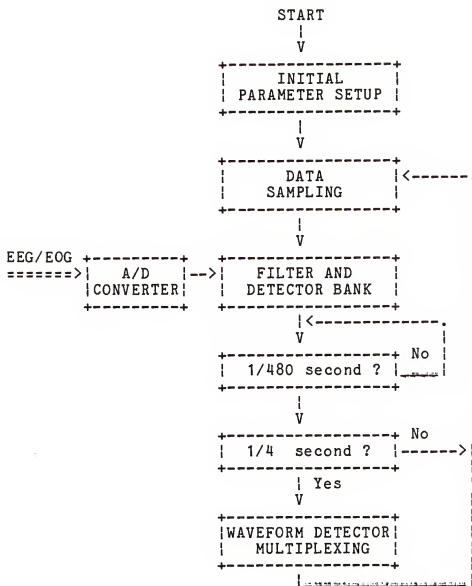 START
INITIAL
PARAMETER SETUP
DATA
SAMPLING
EEG/EOG
A/D
CONVERTER
FILTER AND
DETECTOR BANK
No
1/480 second ?
No
1/4 second ?
Yes
WAVEFORM DETECTOR
MULTIPLEXING